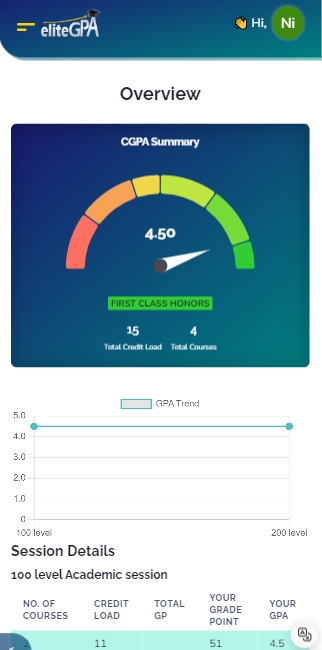 eliteGPA
👋 Hi, Ni
Overview
CGPA Summary
4.50
FIRST CLASS HONORS
15 4
Total Credit Load Total Courses
GPA Trend
5.0
4.0
3.0
2.0
1.0
0
100 level 200 level
Session Details
100 level Academic session
NO. OF COURSES CREDIT LOAD TOTAL GP YOUR GRADE POINT YOUR GPA
11 51 4.5